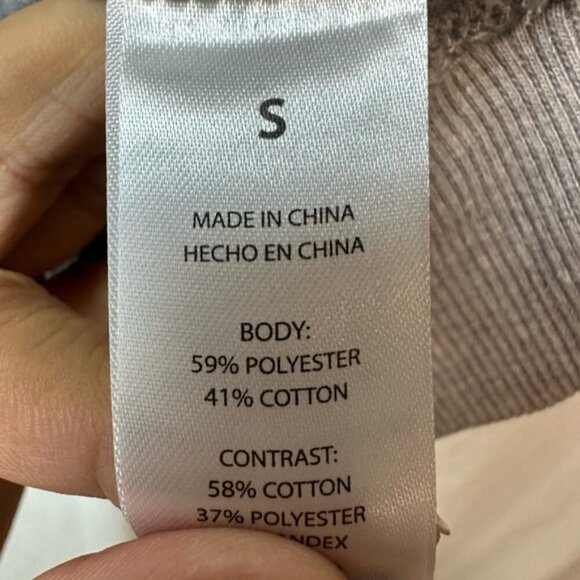 S
MADE IN CHINA
HECHO EN CHINA
BODY:
59% POLYESTER
41% COTTON
CONTRAST:
58% COTTON
37% POLYESTER